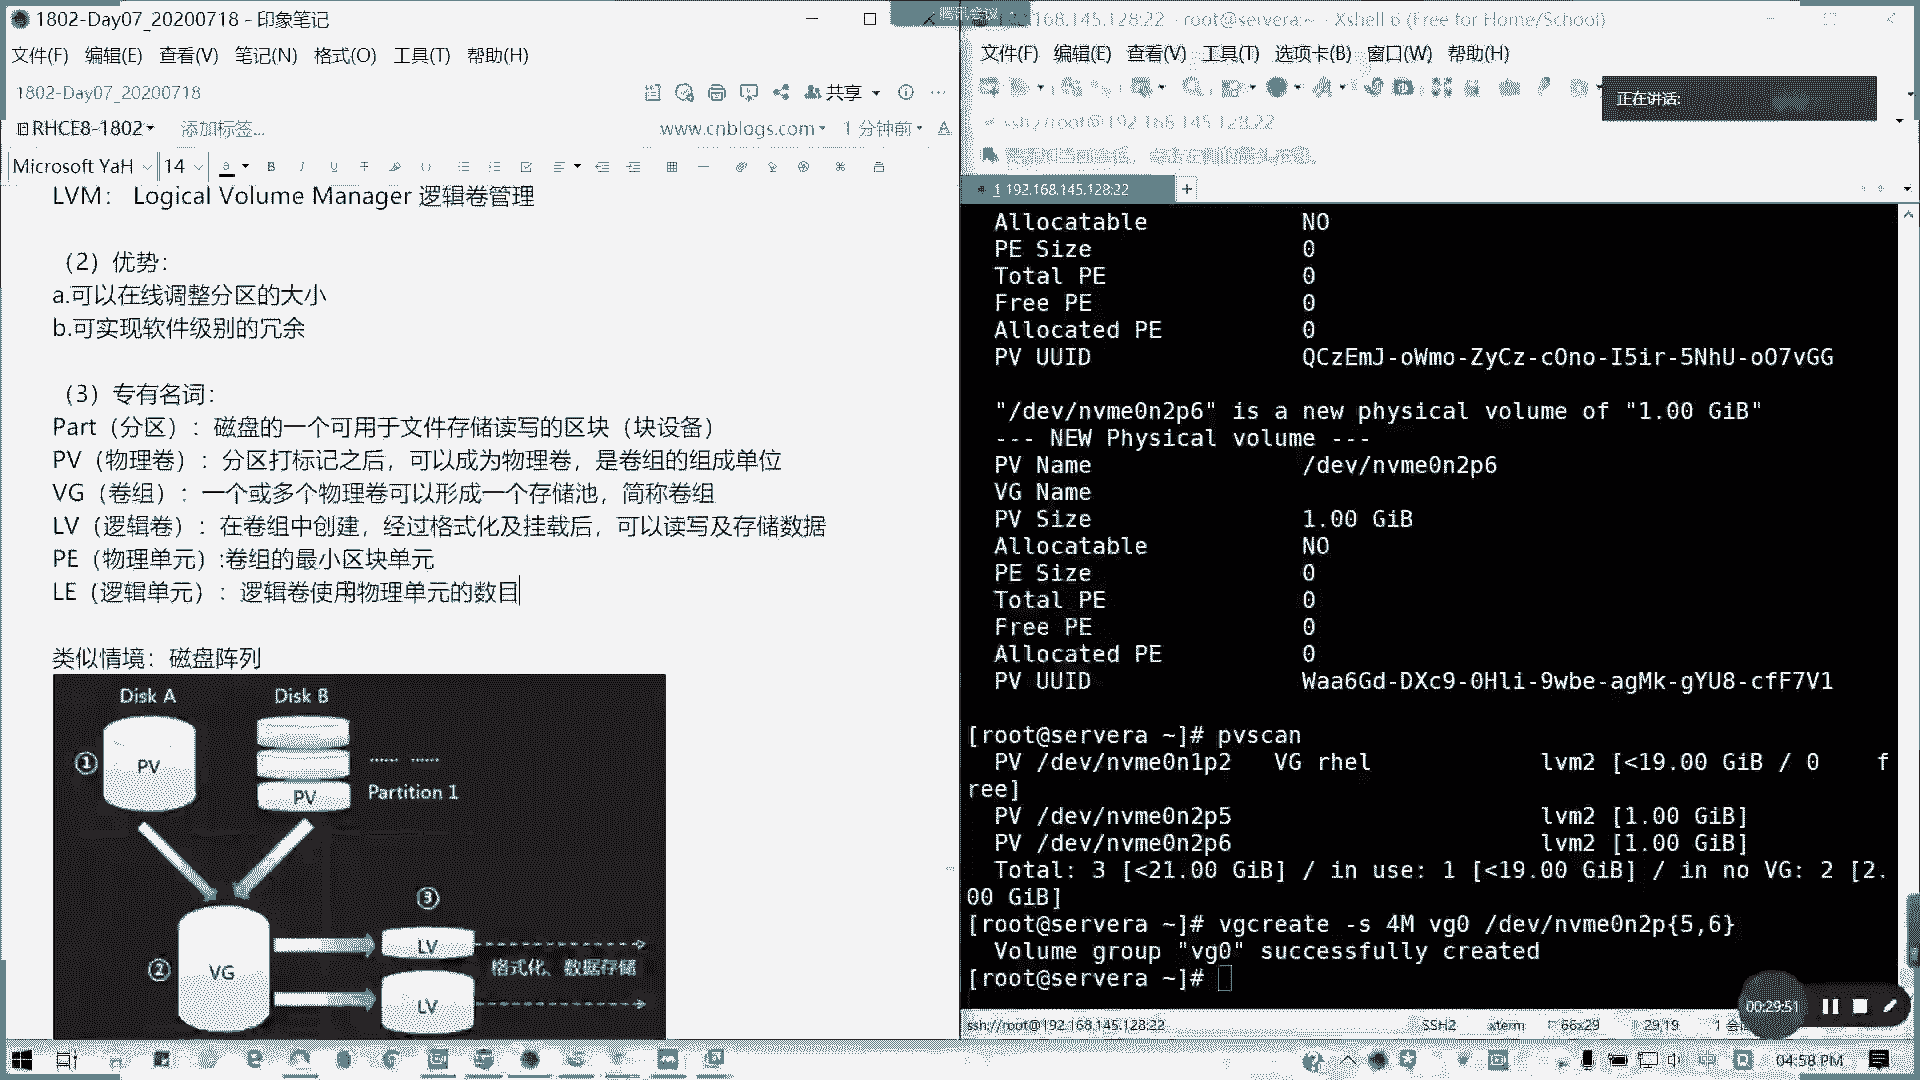 1802-Day07_20200718 - 印象笔记
文件(F) 编辑(E) 查看(V) 笔记(N) 格式(O) 工具(T) 帮助(H)
1802-Day07_20200718
共享
RHCE8-1802
添加标签...
www.cnblogs.com
1 分钟前
Microsoft YaH
14
LVM： Logical Volume Manager 逻辑卷管理
（2）优势：
a.可以在线调整分区的大小
b.可实现软件级别的冗余
（3）专有名词：
Part（分区）：磁盘的一个可用于文件存储读写的区块（块设备）
PV（物理卷）：分区打标记之后，可以成为物理卷，是卷组的组成单位
VG（卷组）：一个或多个物理卷可以形成一个存储池，简称卷组
LV（逻辑卷）：在卷组中创建，经过格式化及挂载后，可以读写及存储数据
PE（物理单元）:卷组的最小区块单元
LE（逻辑单元）：逻辑卷使用物理单元的数目
类似情境：磁盘阵列
Disk A
Disk B
①
PV
PV
Partition 1
②
VG
③
LV
LV
格式化、数据存储
腾讯会议
192.168.145.128:22 - root@servera:~ - Xshell 6 (Free for Home/School)
文件(F) 编辑(E) 查看(V) 工具(T) 选项卡(B) 窗口(W) 帮助(H)
正在讲话:
ssh://root@192.168.145.128:22
1 192.168.145.128:22
Allocatable NO
PE Size 0
Total PE 0
Free PE 0
Allocated PE 0
PV UUID QCzEmJ-oWmo-ZyCz-cOno-I5ir-5NhU-oO7vGG
"/dev/nvme0n2p6" is a new physical volume of "1.00 GiB"
--- NEW Physical volume ---
PV Name /dev/nvme0n2p6
VG Name
PV Size 1.00 GiB
Allocatable NO
PE Size 0
Total PE 0
Free PE 0
Allocated PE 0
PV UUID Waa6Gd-DXc9-0Hli-9wbe-agMk-gYU8-cfF7V1
[root@servera ~]# pvscan
PV /dev/nvme0n1p2 VG rhel lvm2 [<19.00 GiB / 0 f
ree]
PV /dev/nvme0n2p5 lvm2 [1.00 GiB]
PV /dev/nvme0n2p6 lvm2 [1.00 GiB]
Total: 3 [<21.00 GiB] / in use: 1 [<19.00 GiB] / in no VG: 2 [2.
00 GiB]
[root@servera ~]# vgcreate -s 4M vg0 /dev/nvme0n2p{5,6}
Volume group "vg0" successfully created
[root@servera ~]#
00:29:51
ssh://root@192.168.145.128:22
SSH2
xterm
66x29
29,19
04:58 PM